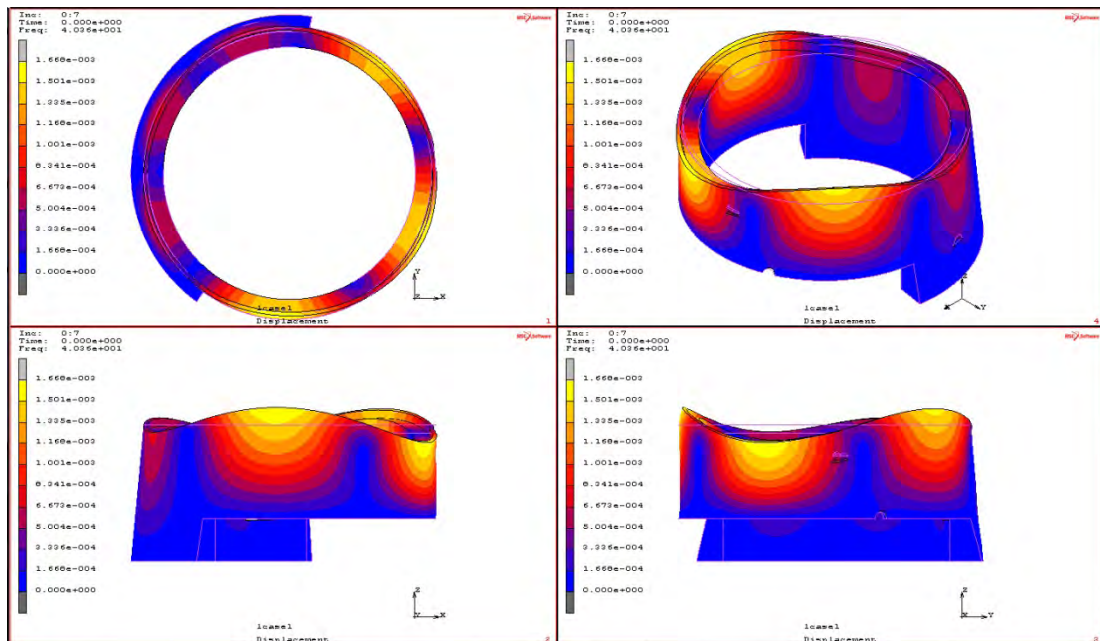 Inc: 0:7
Time: 0.000e+000
Freq: 4.036e+001
1.668e-003
1.501e-003
1.335e-003
1.168e-003
1.001e-003
8.341e-004
6.673e-004
5.004e-004
3.336e-004
1.668e-004
0.000e+000
Y
Z X
lcase1
Displacement
1
Inc: 0:7
Time: 0.000e+000
Freq: 4.036e+001
1.668e-003
1.501e-003
1.335e-003
1.168e-003
1.001e-003
8.341e-004
6.673e-004
5.004e-004
3.336e-004
1.668e-004
0.000e+000
Z
X Y
lcase1
Displacement
4
Inc: 0:7
Time: 0.000e+000
Freq: 4.036e+001
1.668e-003
1.501e-003
1.335e-003
1.168e-003
1.001e-003
8.341e-004
6.673e-004
5.004e-004
3.336e-004
1.668e-004
0.000e+000
Z
Y X
lcase1
Displacement
2
Inc: 0:7
Time: 0.000e+000
Freq: 4.036e+001
1.668e-003
1.501e-003
1.335e-003
1.168e-003
1.001e-003
8.341e-004
6.673e-004
5.004e-004
3.336e-004
1.668e-004
0.000e+000
Z
X Y
lcase1
Displacement
3